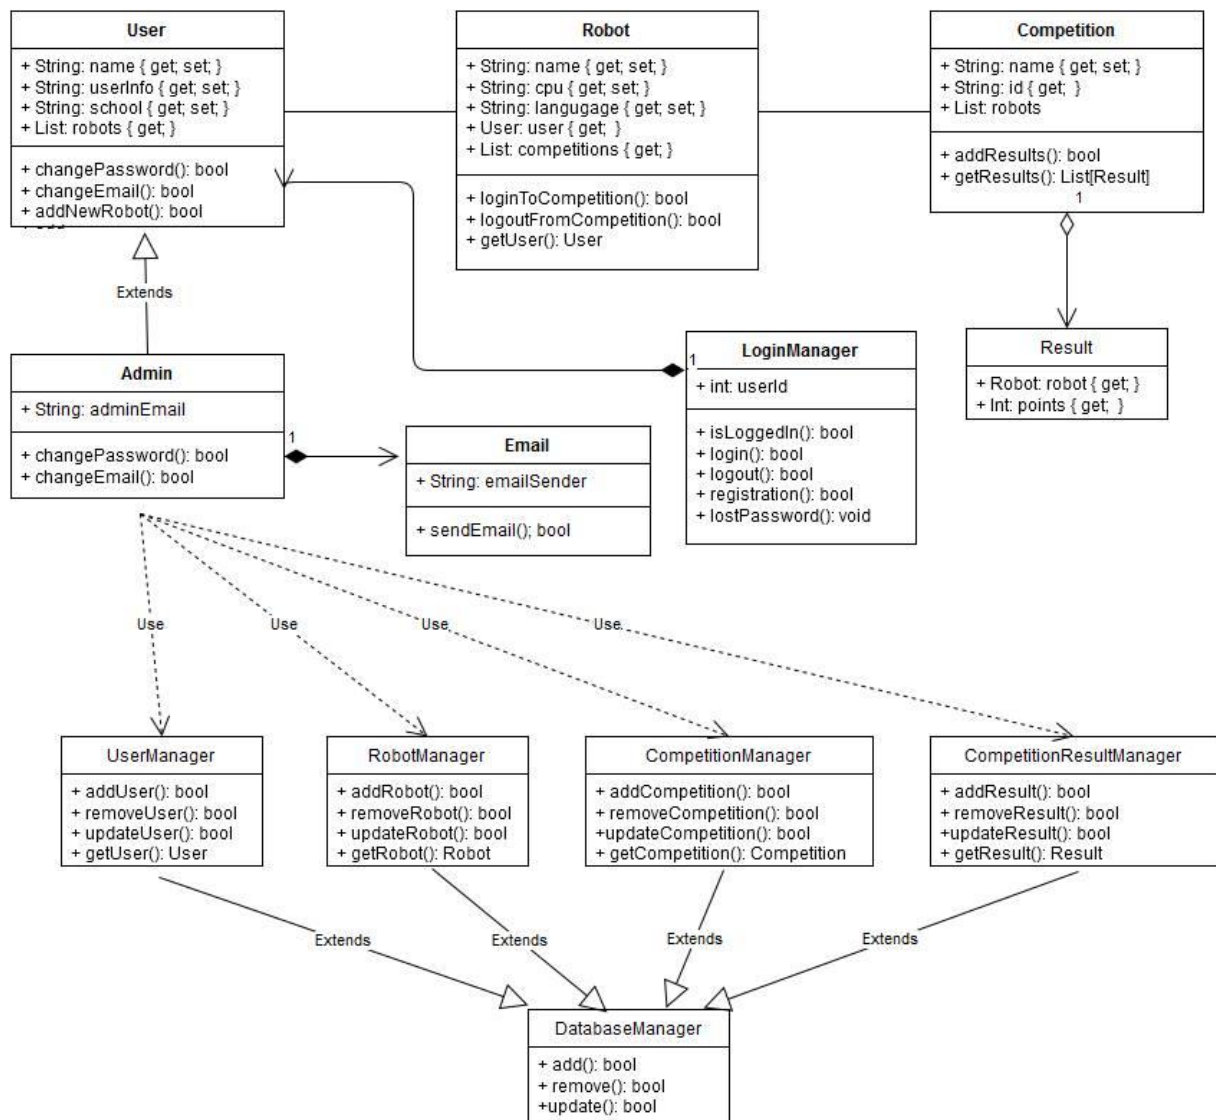 User
+ String: name { get; set; }
+ String: userInfo { get; set; }
+ String: school { get; set; }
+ List: robots { get; }
+ changePassword(): bool
+ changeEmail(): bool
+ addNewRobot(): bool
Robot
+ String: name { get; set; }
+ String: cpu { get; set; }
+ String: langugage { get; set; }
+ User: user { get;  }
+ List: competitions { get; }
+ loginToCompetition(): bool
+ logoutFromCompetition(): bool
+ getUser(): User
Competition
+ String: name { get; set; }
+ String: id { get;  }
+ List: robots
+ addResults(): bool
+ getResults(): List[Result]
1
Extends
Result
+ Robot: robot { get; }
+ Int: points { get;  }
Admin
+ String: adminEmail
+ changePassword(): bool
+ changeEmail(): bool
1
Email
+ String: emailSender
+ sendEmail(); bool
1
LoginManager
+ int: userId
+ isLoggedIn(): bool
+ login(): bool
+ logout(): bool
+ registration(): bool
+ lostPassword(): void
Use
Use
Use
Use
UserManager
+ addUser(): bool
+ removeUser(): bool
+ updateUser(): bool
+ getUser(): User
RobotManager
+ addRobot(): bool
+ removeRobot(): bool
+ updateRobot(): bool
+ getRobot(): Robot
CompetitionManager
+ addCompetition(): bool
+ removeCompetition(): bool
+updateCompetition(): bool
+ getCompetition(): Competition
CompetitionResultManager
+ addResult(): bool
+ removeResult(): bool
+updateResult(): bool
+ getResult(): Result
Extends
Extends
Extends
Extends
DatabaseManager
+ add(): bool
+ remove(): bool
+update(): bool